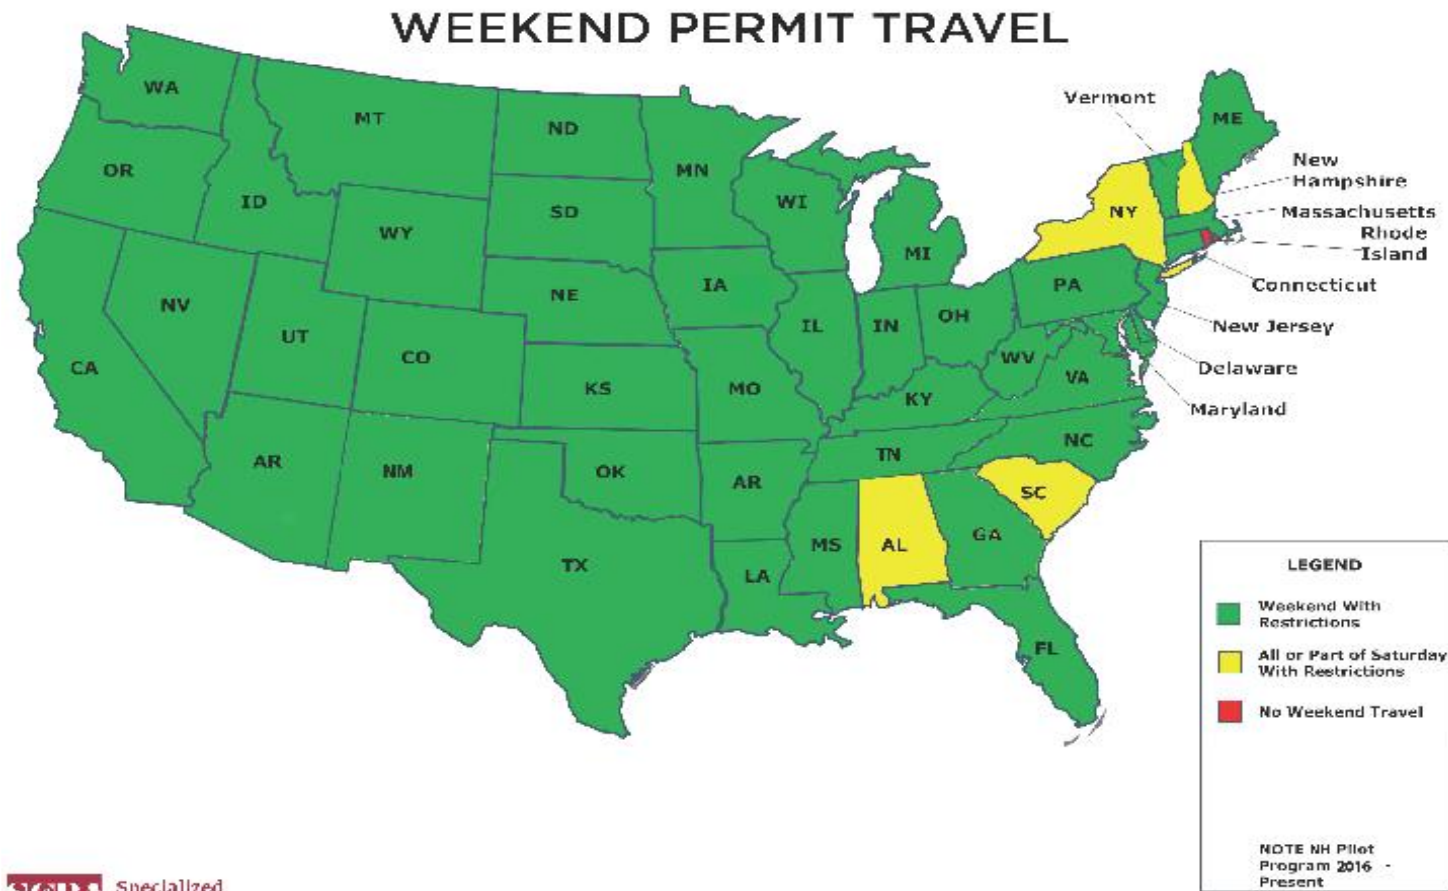 WEEKEND PERMIT TRAVEL
WA
MT
ND
MN
ME
Vermont
OR
ID
SD
WI
NY
New
Hampshire
Massachusetts
Rhode
Island
WY
MI
Connecticut
NV
NE
IA
PA
New Jersey
UT
CO
IL
IN
OH
WV
Delaware
CA
KS
MO
KY
VA
Maryland
AR
NM
OK
AR
TN
NC
SC
TX
LA
MS
AL
GA
FL
LEGEND
Weekend With
Restrictions
All or Part of Saturday
With Restrictions
No Weekend Travel
NOTE NH Pilot
Program 2016 -
Present
Specialized